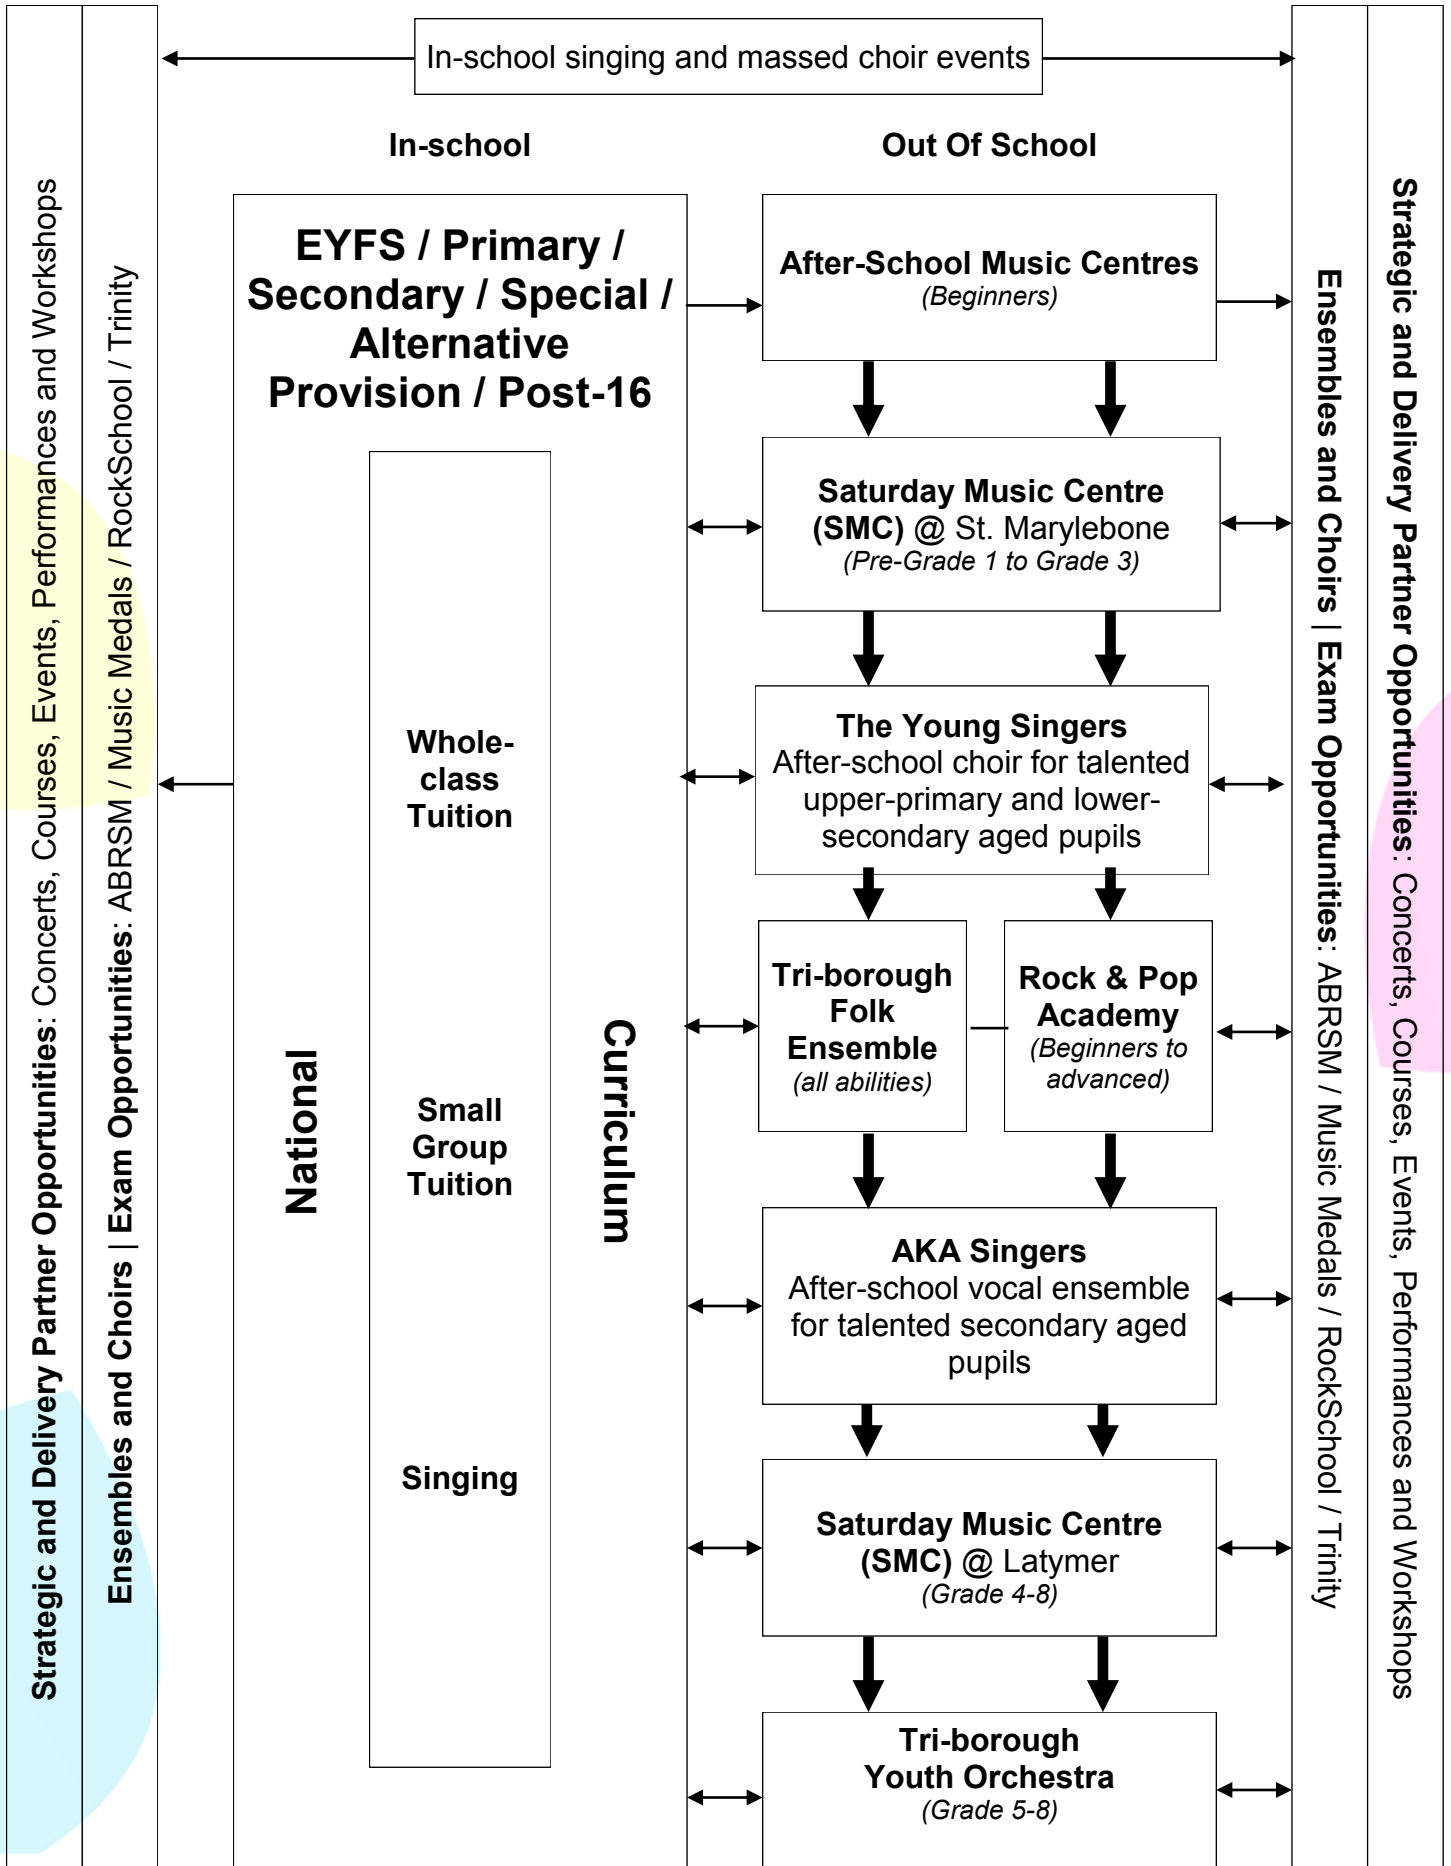 In-school singing and massed choir events
In-school
Out Of School
Strategic and Delivery Partner Opportunities: Concerts, Courses, Events, Performances and Workshops
Ensembles and Choirs | Exam Opportunities: ABRSM / Music Medals / RockSchool / Trinity
EYFS / Primary /
Secondary / Special /
Alternative
Provision / Post-16
National
Whole-
class
Tuition
Small
Group
Tuition
Singing
Curriculum
After-School Music Centres
(Beginners)
Saturday Music Centre
(SMC) @ St. Marylebone
(Pre-Grade 1 to Grade 3)
The Young Singers
After-school choir for talented
upper-primary and lower-
secondary aged pupils
Tri-borough
Folk
Ensemble
(all abilities)
Rock & Pop
Academy
(Beginners to
advanced)
AKA Singers
After-school vocal ensemble
for talented secondary aged
pupils
Saturday Music Centre
(SMC) @ Latymer
(Grade 4-8)
Tri-borough
Youth Orchestra
(Grade 5-8)
Ensembles and Choirs | Exam Opportunities: ABRSM / Music Medals / RockSchool / Trinity
Strategic and Delivery Partner Opportunities: Concerts, Courses, Events, Performances and Workshops